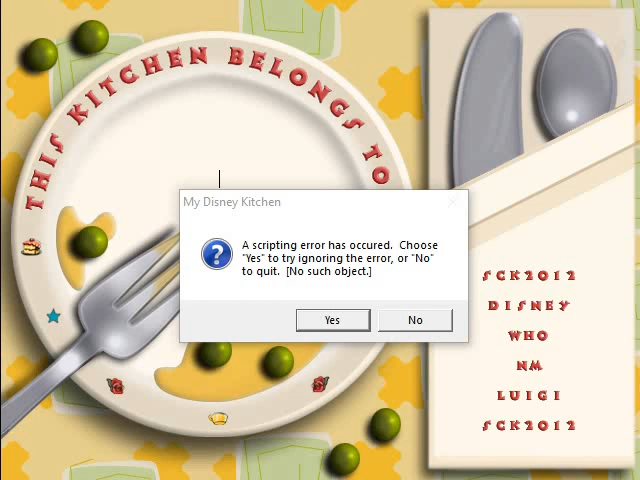 THIS KITCHEN BELONGS TO
My Disney Kitchen
A scripting error has occured.  Choose
"Yes" to try ignoring the error, or "No"
to quit.  [No such object.]
Yes
No
SCK2012
DISNEY
WHO
NM
LUIGI
SCK2012